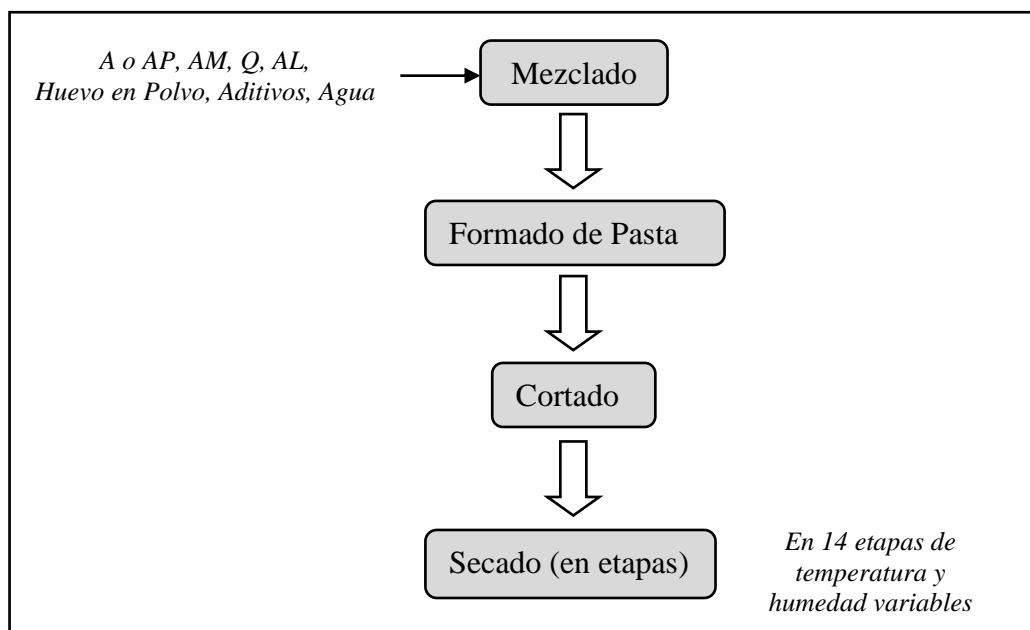 A o AP, AM, Q, AL,
Huevo en Polvo, Aditivos, Agua
Mezclado
Formado de Pasta
Cortado
Secado (en etapas)
En 14 etapas de
temperatura y
humedad variables